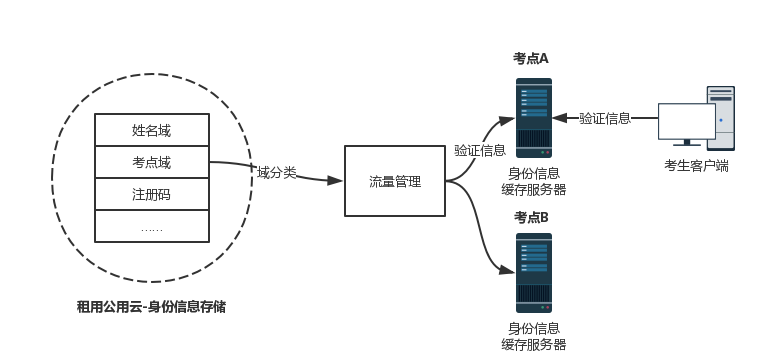 姓名域
考点域
注册码
......
租用公用云-身份信息存储
域分类
流量管理
验证信息
考点A
身份信息
缓存服务器
考点B
身份信息
缓存服务器
验证信息
考生客户端